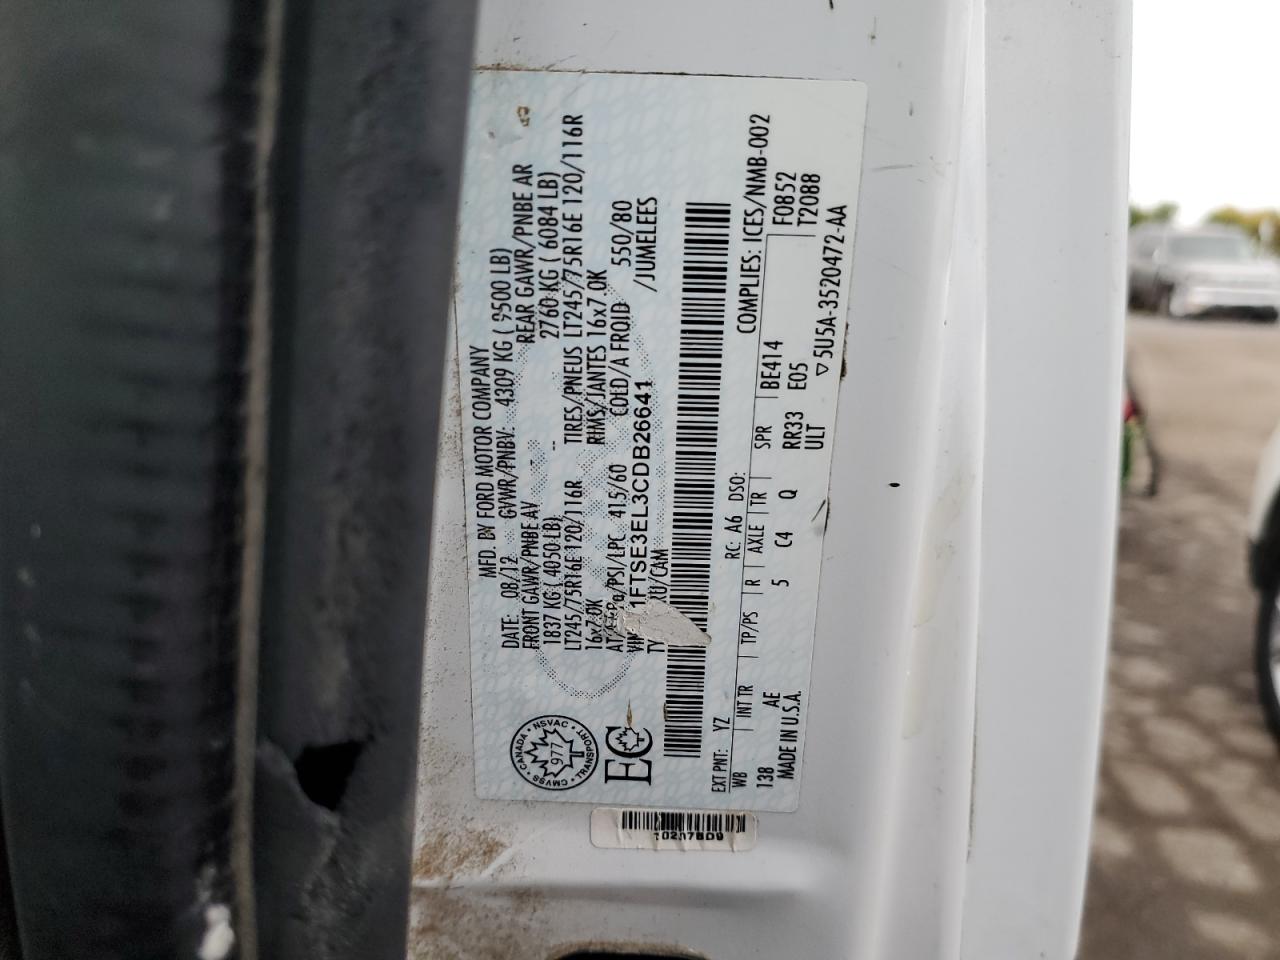 MFD. BY FORD MOTOR COMPANY
DATE: 08/12 GVWR/PNBV: 4309 KG ( 9500 LB)
FRONT GAWR/PNBE AV REAR GAWR/PNBE AR
1837 KG ( 4050 LB) 2760 KG ( 6084 LB)
LT245/75R16E 120/116R TIRES/PNEUS LT245/75R16E 120/116R
16x7.0K RIMS/JANTES 16x7.0K
AT/ PSI/LPC 415/60 COLD/A FROID 550/80
1FTSE3EL3CDB26641 /JUMELEES
CANADA • NSVAC • TRANSPORT • CMVSS
977
EC
COMPLIES: ICES/NMB-002
EXT PNT: YZ RC: A6 DSO:
WB INT TR TP/PS R AXLE TR SPR BE414 F0852
138 AE 5 C4 Q RR33 E05 T2088
MADE IN U.S.A. ULT
▽5U5A-3520472-AA